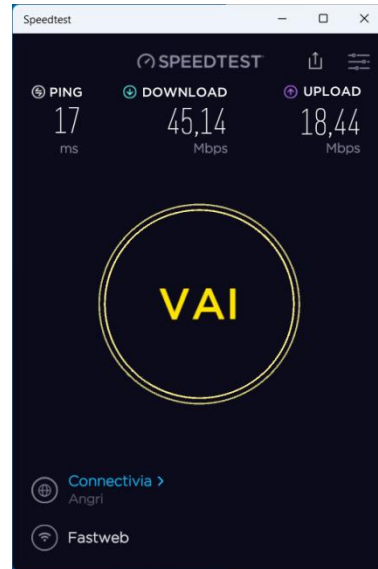 Speedtest
SPEEDTEST
PING DOWNLOAD UPLOAD
17 45,14 18,44
ms Mbps Mbps
VAI
Connectivia >
Angri
Fastweb